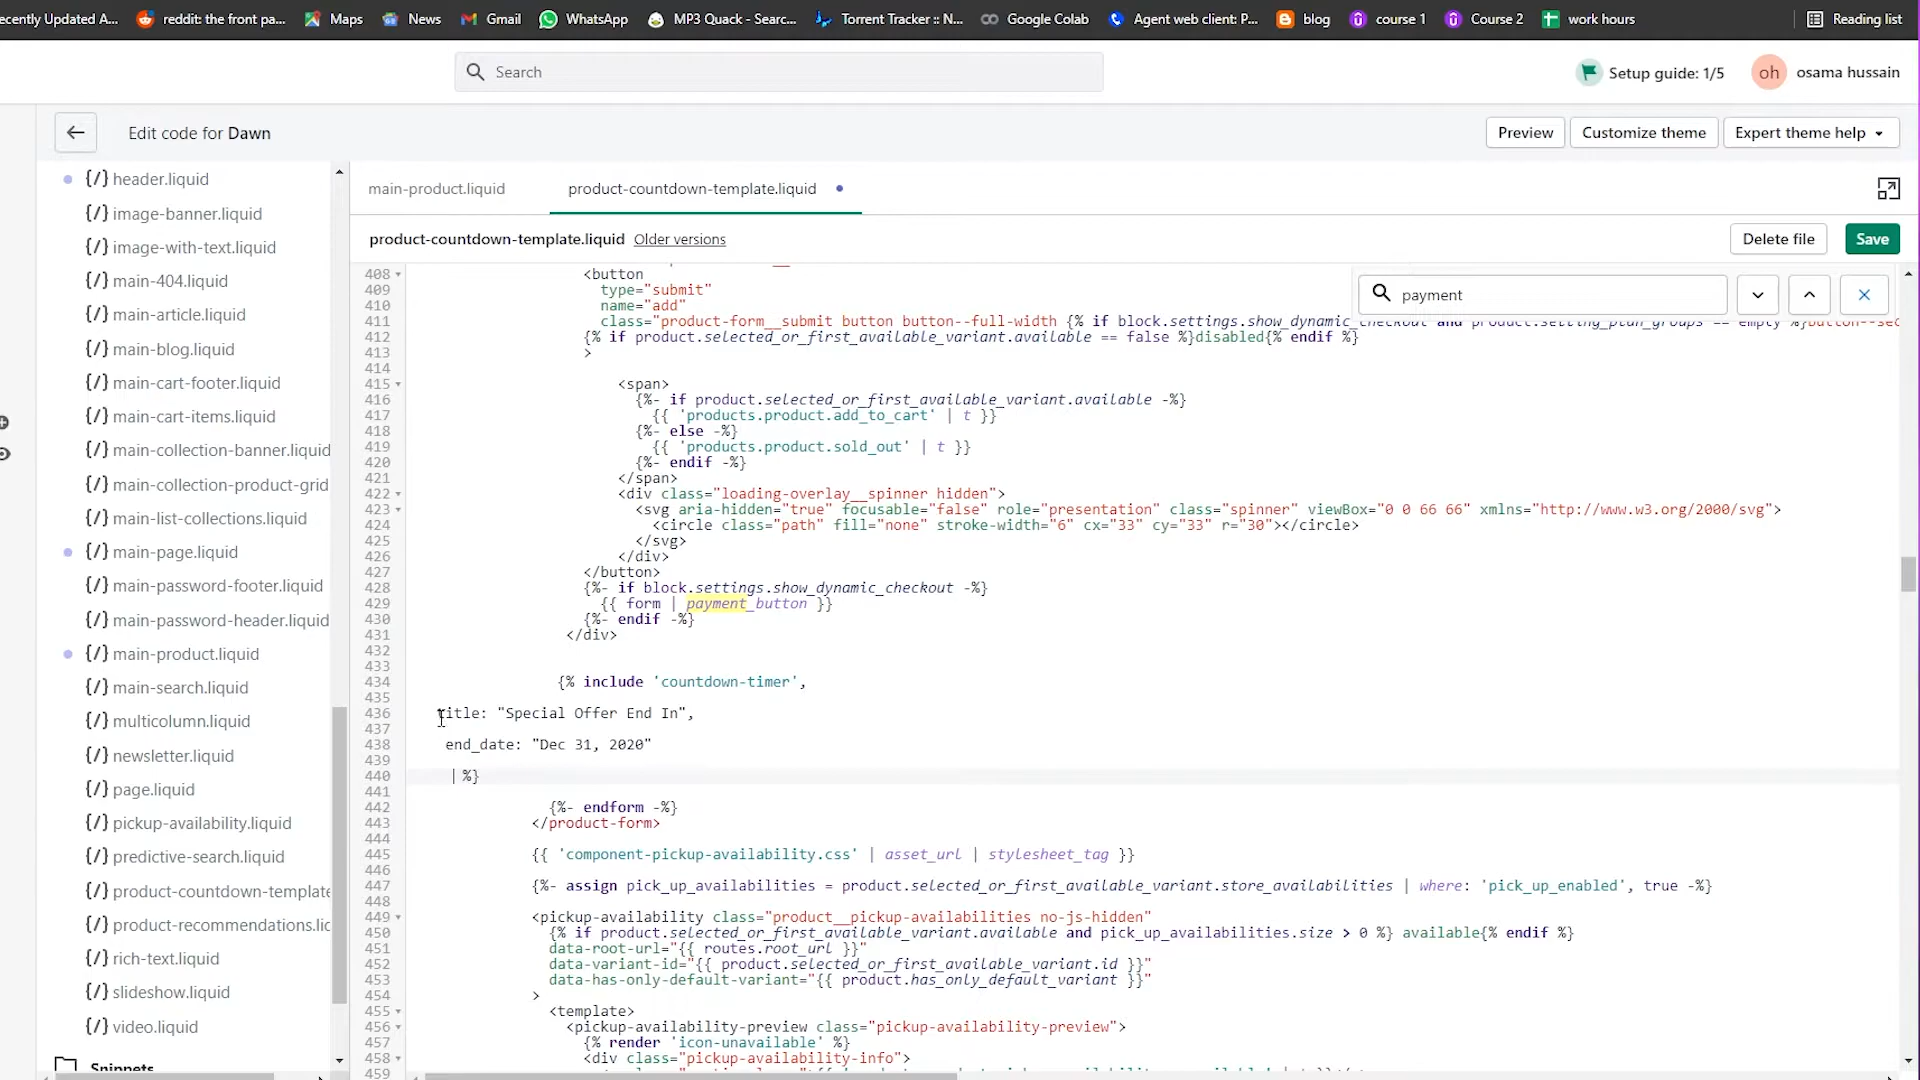 ecently Updated A...
reddit: the front pa...
Maps
News
Gmail
WhatsApp
MP3 Quack - Searc...
Torrent Tracker :: N...
Google Colab
Agent web client: P...
blog
course 1
Course 2
work hours
Reading list
Search
Setup guide: 1/5
oh
osama hussain
Edit code for Dawn
Preview
Customize theme
Expert theme help
{/} header.liquid
{/} image-banner.liquid
{/} image-with-text.liquid
{/} main-404.liquid
{/} main-article.liquid
{/} main-blog.liquid
{/} main-cart-footer.liquid
{/} main-cart-items.liquid
{/} main-collection-banner.liquid
{/} main-collection-product-grid
{/} main-list-collections.liquid
{/} main-page.liquid
{/} main-password-footer.liquid
{/} main-password-header.liquid
{/} main-product.liquid
{/} main-search.liquid
{/} multicolumn.liquid
{/} newsletter.liquid
{/} page.liquid
{/} pickup-availability.liquid
{/} predictive-search.liquid
{/} product-countdown-template
{/} product-recommendations.lic
{/} rich-text.liquid
{/} slideshow.liquid
{/} video.liquid
Snippets
main-product.liquid
product-countdown-template.liquid
product-countdown-template.liquid Older versions
Delete file
Save
payment
408 <button
409 type="submit"
410 name="add"
411 class="product-form__submit button button--full-width {% if block.settings.show_dynamic_checkout and product.selling_plan_groups == empty %}button--sec
412 {% if product.selected_or_first_available_variant.available == false %}disabled{% endif %}
413 >
414
415 <span>
416 {%- if product.selected_or_first_available_variant.available -%}
417 {{ 'products.product.add_to_cart' | t }}
418 {%- else -%}
419 {{ 'products.product.sold_out' | t }}
420 {%- endif -%}
421 </span>
422 <div class="loading-overlay__spinner hidden">
423 <svg aria-hidden="true" focusable="false" role="presentation" class="spinner" viewBox="0 0 66 66" xmlns="http://www.w3.org/2000/svg">
424 <circle class="path" fill="none" stroke-width="6" cx="33" cy="33" r="30"></circle>
425 </svg>
426 </div>
427 </button>
428 {%- if block.settings.show_dynamic_checkout -%}
429 {{ form | payment_button }}
430 {%- endif -%}
431 </div>
432
433
434 {% include 'countdown-timer',
435
436 title: "Special Offer End In",
437
438 end_date: "Dec 31, 2020"
439
440 %}
441
442 {%- endform -%}
443 </product-form>
444
445 {{ 'component-pickup-availability.css' | asset_url | stylesheet_tag }}
446
447 {%- assign pick_up_availabilities = product.selected_or_first_available_variant.store_availabilities | where: 'pick_up_enabled', true -%}
448
449 <pickup-availability class="product__pickup-availabilities no-js-hidden"
450 {% if product.selected_or_first_available_variant.available and pick_up_availabilities.size > 0 %} available{% endif %}
451 data-root-url="{{ routes.root_url }}"
452 data-variant-id="{{ product.selected_or_first_available_variant.id }}"
453 data-has-only-default-variant="{{ product.has_only_default_variant }}"
454 >
455 <template>
456 <pickup-availability-preview class="pickup-availability-preview">
457 {% render 'icon-unavailable' %}
458 <div class="pickup-availability-info">
459